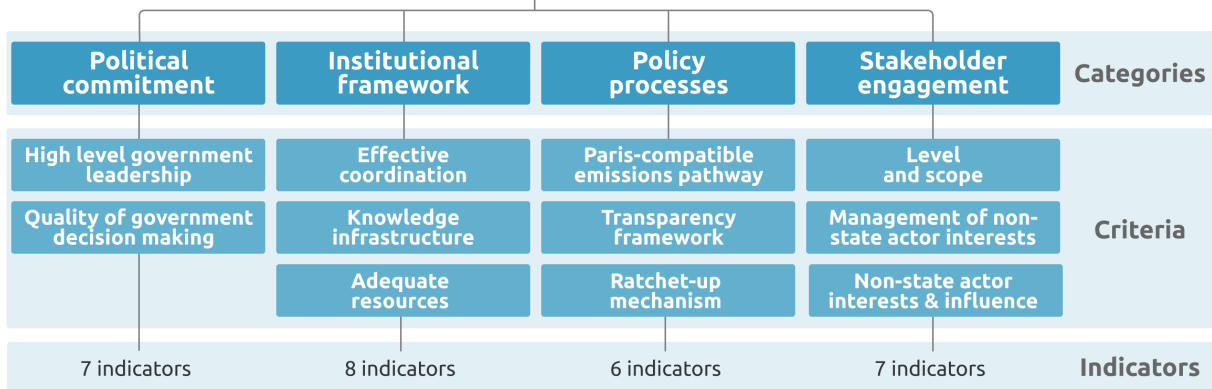 Political
commitment
Institutional
framework
Policy
processes
Stakeholder
engagement
Categories
High level government
leadership
Effective
coordination
Paris-compatible
emissions pathway
Level
and scope
Quality of government
decision making
Knowledge
infrastructure
Transparency
framework
Management of non-
state actor interests
Criteria
Adequate
resources
Ratchet-up
mechanism
Non-state actor
interests & influence
7 indicators
8 indicators
6 indicators
7 indicators
Indicators